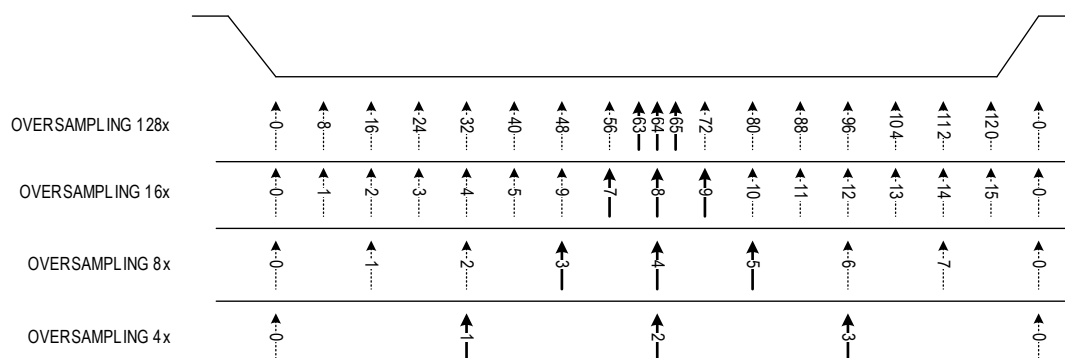 OVERSAMPLING 128x 0 8 16 24 32 40 48 56 63 64 65 72 80 88 96 104 112 120 0
OVERSAMPLING 16x 0 1 2 3 4 5 9 7 8 9 10 11 12 13 14 15 0
OVERSAMPLING 8x 0 1 2 3 4 5 6 7 0
OVERSAMPLING 4x 0 1 2 3 0